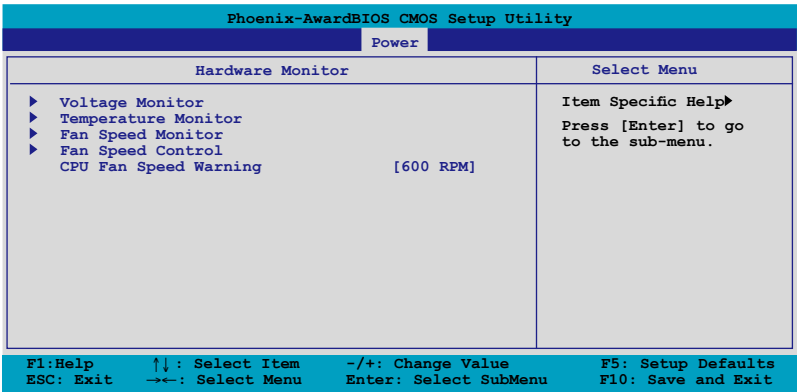 Phoenix-AwardBIOS CMOS Setup Utility
Power
Hardware Monitor
Select Menu
Voltage Monitor
Temperature Monitor
Fan Speed Monitor
Fan Speed Control
CPU Fan Speed Warning [600 RPM]
Item Specific Help
Press [Enter] to go
to the sub-menu.
F1:Help ↑↓: Select Item -/+: Change Value F5: Setup Defaults
ESC: Exit →←: Select Menu Enter: Select SubMenu F10: Save and Exit